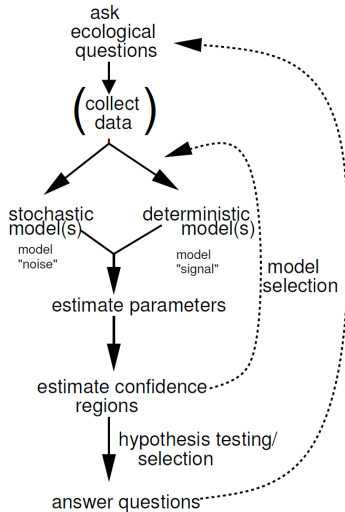 ask
ecological
questions
(collect
data)
stochastic
model(s)
model
"noise"
deterministic
model(s)
model
"signal"
model
selection
estimate parameters
estimate confidence
regions
hypothesis testing/
selection
answer questions